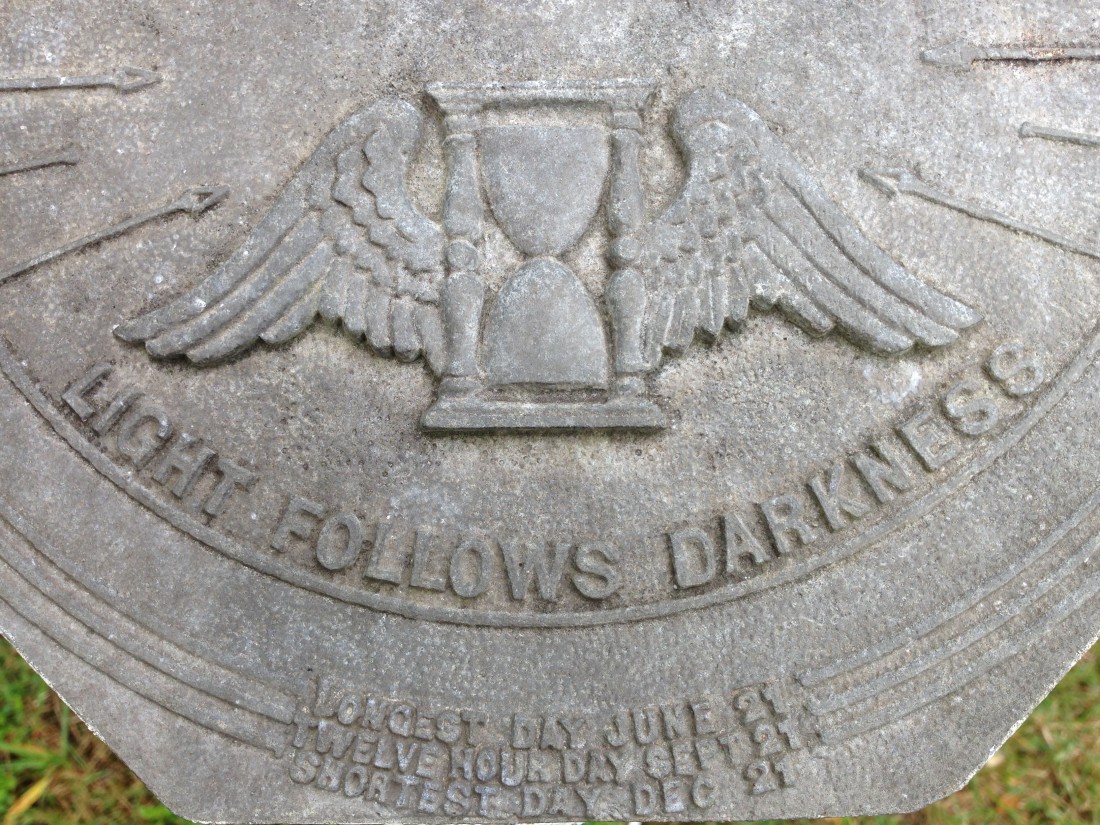 LIGHT FOLLOWS DARKNESS
LONGEST DAY JUNE 21
TWELVE HOUR DAY SEPT 21
SHORTEST DAY DEC 21